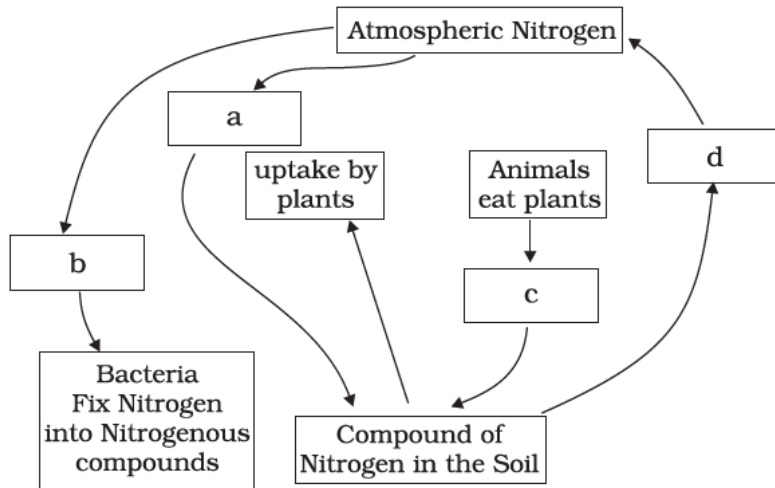 Atmospheric Nitrogen
a
uptake by
plants
Animals
eat plants
d
b
c
Bacteria
Fix Nitrogen
into Nitrogenous
compounds
Compound of
Nitrogen in the Soil